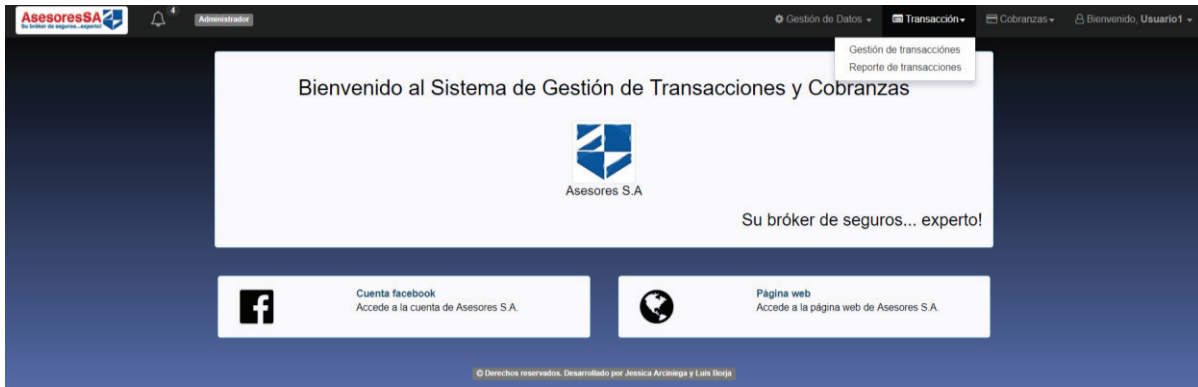 AsesoresSA
Su bróker de seguros...experto!
4
Administrador
Gestión de Datos
Transacción
Cobranzas
Bienvenido, Usuario1
Gestión de transacciónes
Reporte de transacciones
Bienvenido al Sistema de Gestión de Transacciones y Cobranzas
Asesores S.A
Su bróker de seguros... experto!
Cuenta facebook
Accede a la cuenta de Asesores S.A.
Página web
Accede a la página web de Asesores S.A.
© Derechos reservados. Desarrollado por Jessica Arciniega y Luis Borja